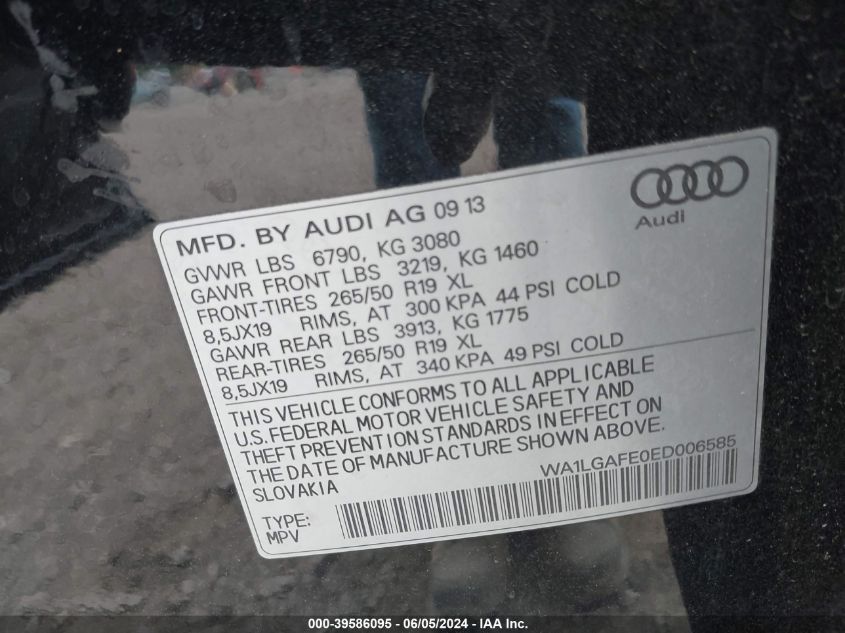 MFD. BY AUDI AG 09 13
Audi
GVWR LBS 6790, KG 3080
GAWR FRONT LBS 3219, KG 1460
FRONT-TIRES 265/50 R19 XL
8,5JX19 RIMS, AT 300 KPA 44 PSI COLD
GAWR REAR LBS 3913, KG 1775
REAR-TIRES 265/50 R19 XL
8,5JX19 RIMS, AT 340 KPA 49 PSI COLD
THIS VEHICLE CONFORMS TO ALL APPLICABLE
U.S. FEDERAL MOTOR VEHICLE SAFETY AND
THEFT PREVENTION STANDARDS IN EFFECT ON
THE DATE OF MANUFACTURE SHOWN ABOVE.
SLOVAKIA
WA1LGAFE0ED006585
TYPE:
MPV
000-39586095 - 06/05/2024 - IAA Inc.